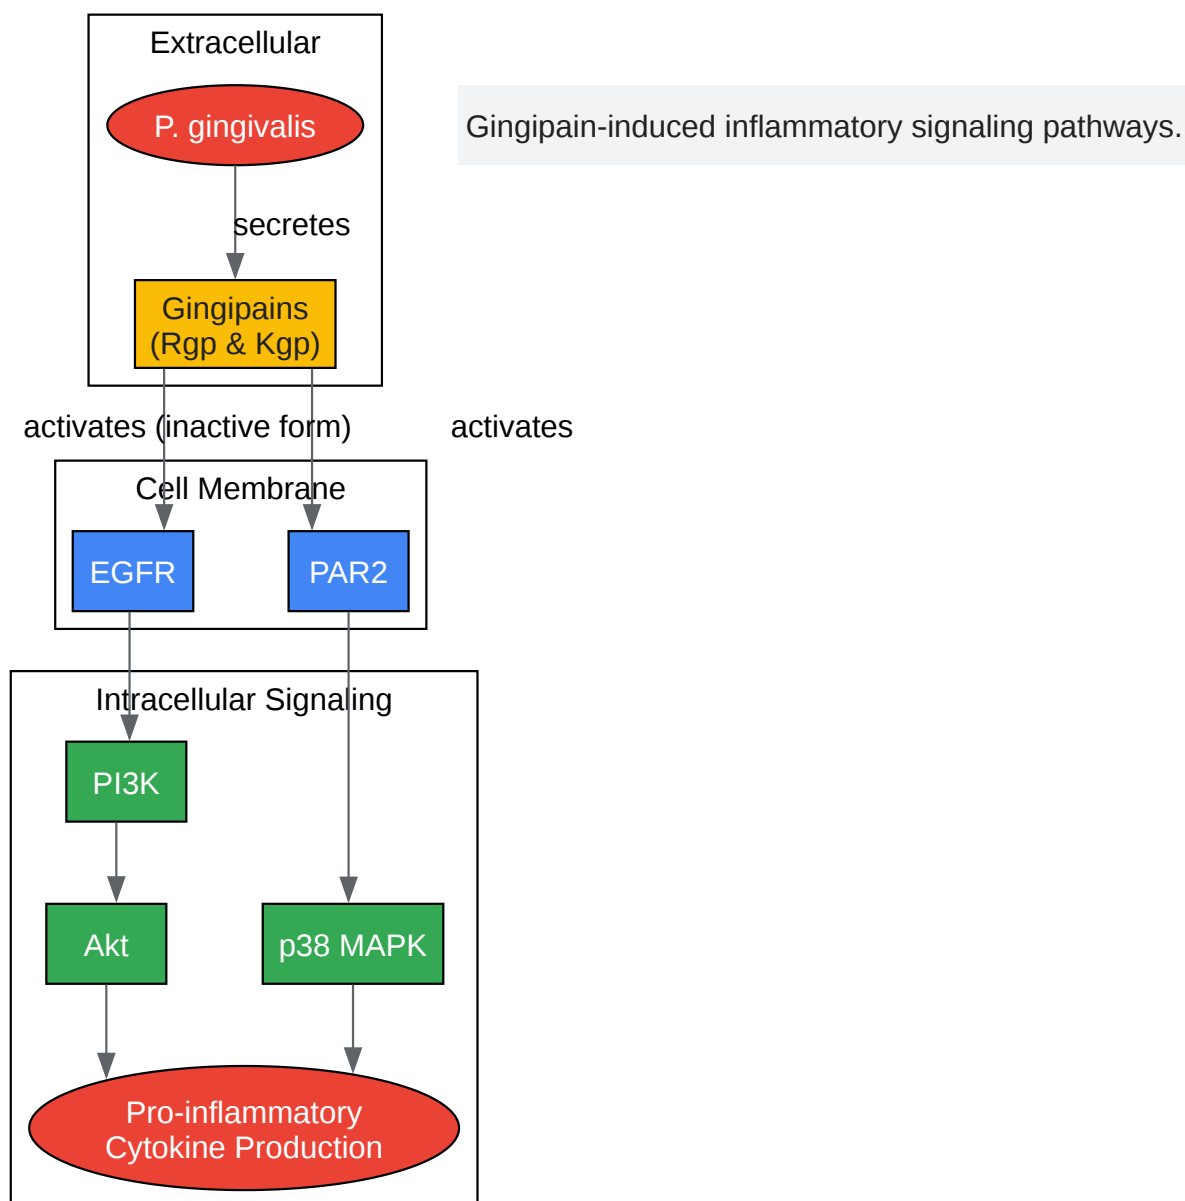 Extracellular
P. gingivalis
Gingipain-induced inflammatory signaling pathways.
secretes
Gingipains
(Rgp & Kgp)
activates (inactive form)
activates
Cell Membrane
EGFR
PAR2
Intracellular Signaling
PI3K
Akt
p38 MAPK
Pro-inflammatory
Cytokine Production